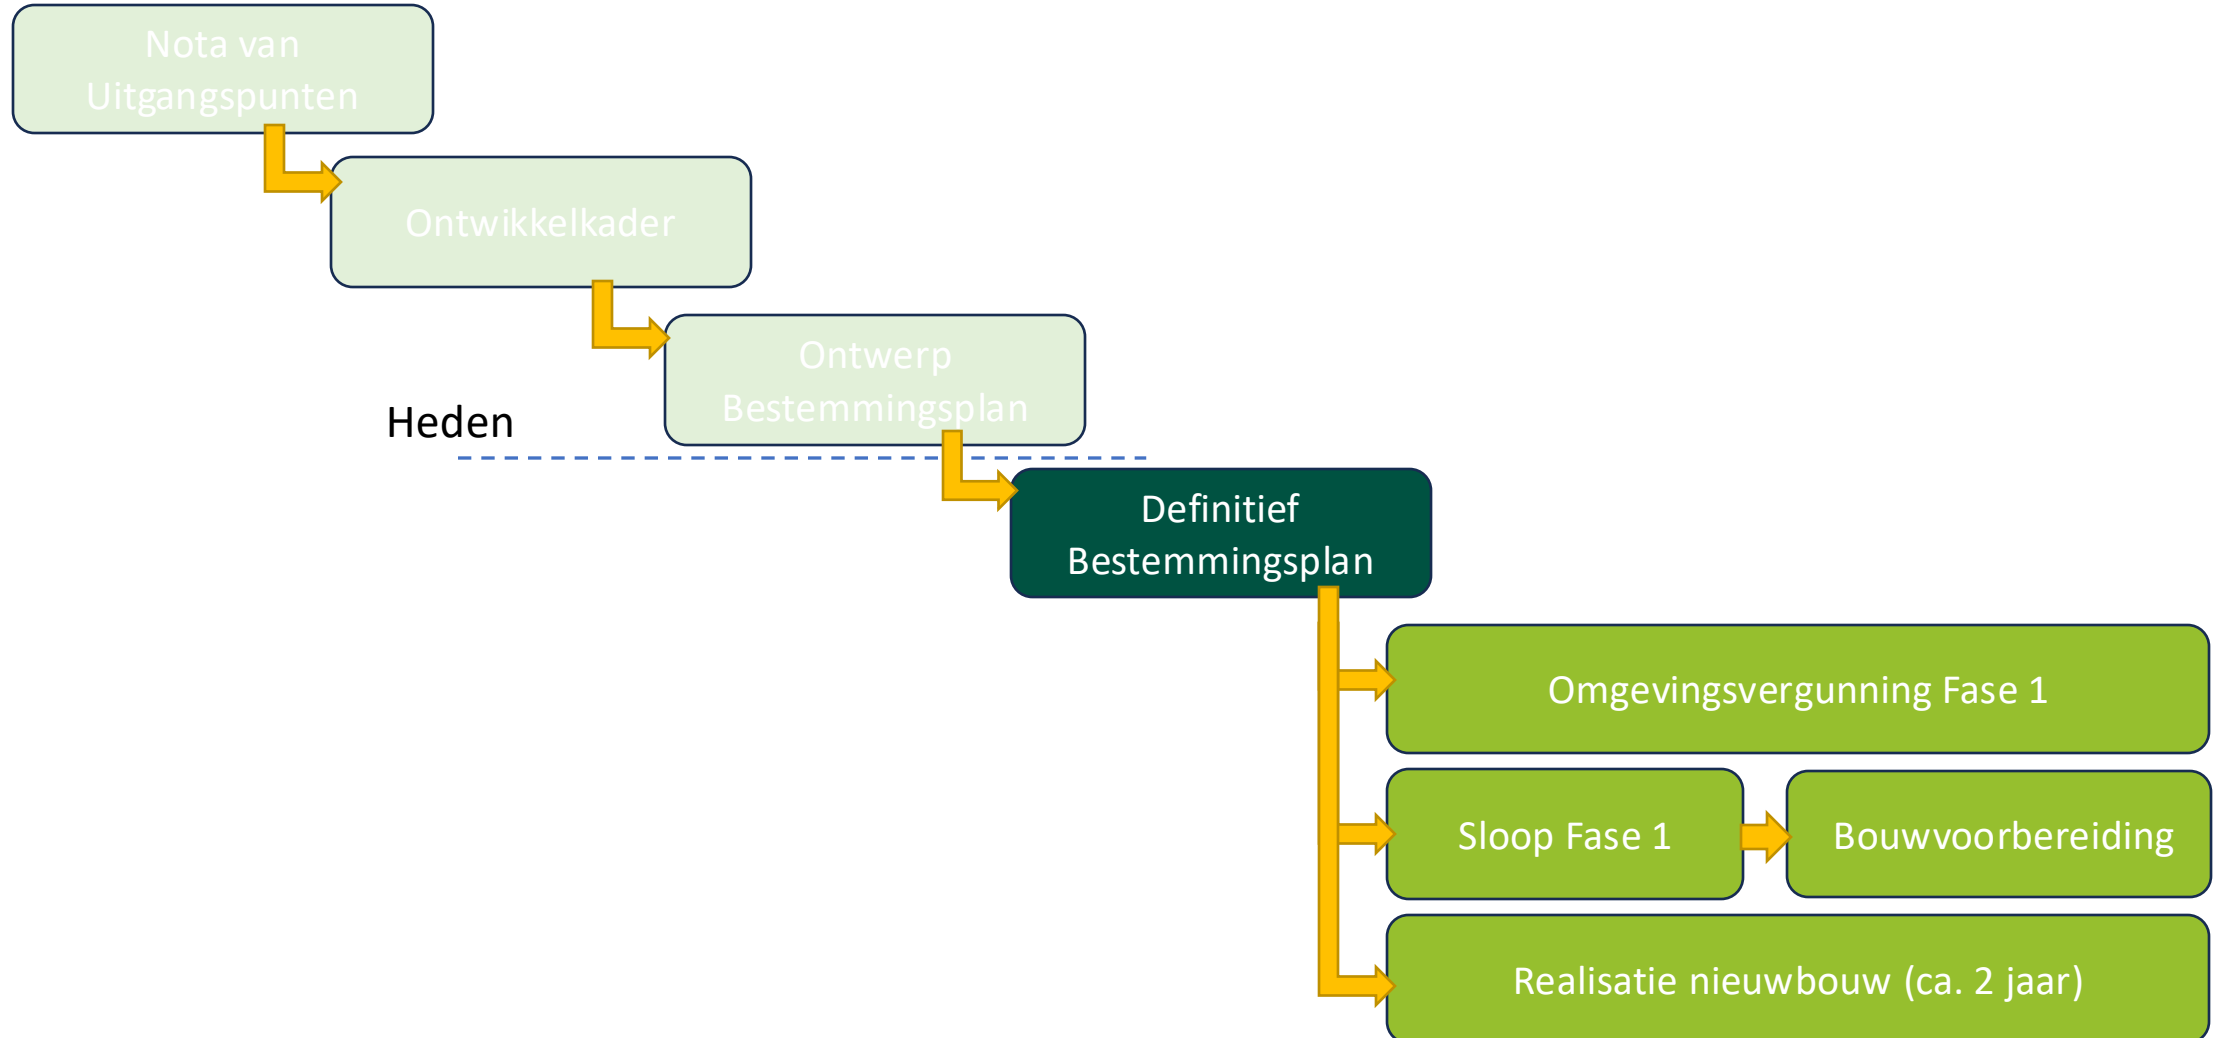 Nota van
Uitgangspunten
Ontwikkelkader
Ontwerp
Bestemmingsplan
Heden
Definitief
Bestemmingsplan
Omgevingsvergunning Fase 1
Sloop Fase 1
Bouwvoorbereiding
Realisatie nieuwbouw (ca. 2 jaar)